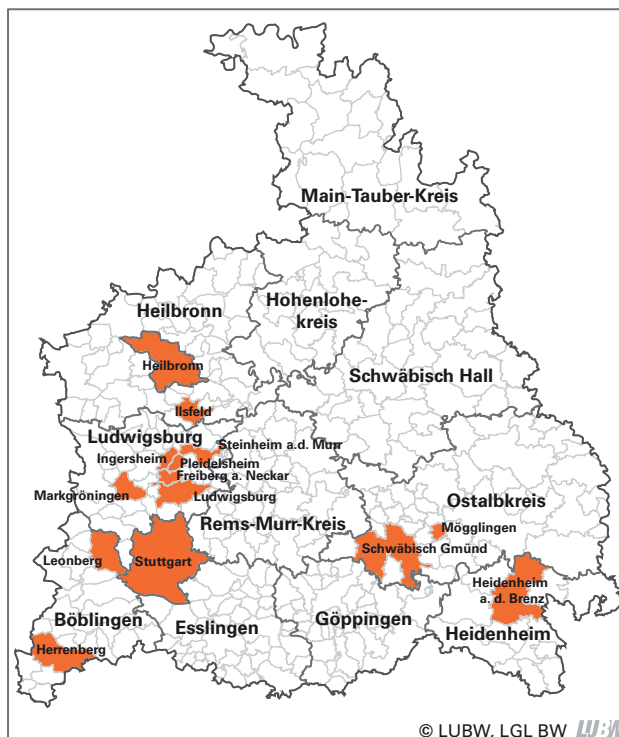 Main-Tauber-Kreis
Hohenlohe-
kreis
Heilbronn
Heilbronn
Schwäbisch Hall
Ilsfeld
Ludwigsburg
Steinheim a.d. Murr
Ingersheim
Pleidelsheim
Freiberg a. Neckar
Markgröningen
Ludwigsburg
Ostalbkreis
Rems-Murr-Kreis
Mögglingen
Schwäbisch Gmünd
Leonberg
Stuttgart
Heidenheim
a. d. Brenz
Böblingen
Esslingen
Göppingen
Heidenheim
Herrenberg
© LUBW, LGL BW LUBW